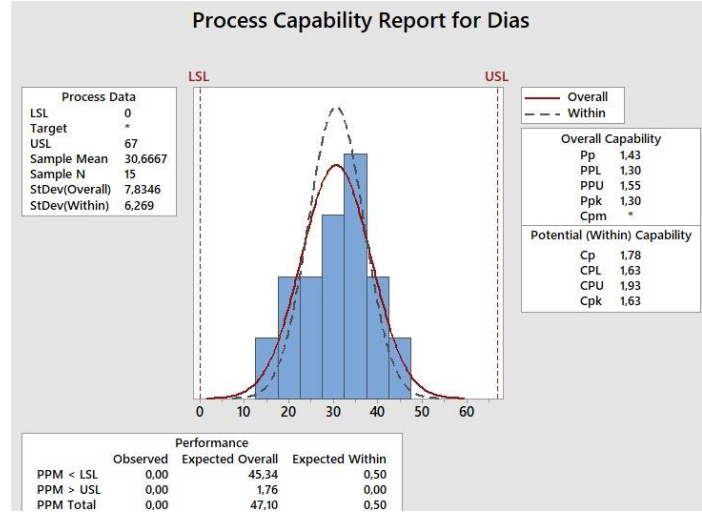 Process Capability Report for Dias
LSL USL
Process Data
LSL 0
Target *
USL 67
Sample Mean 30,6667
Sample N 15
StDev(Overall) 7,8346
StDev(Within) 6,269
Overall
Within
Overall Capability
Pp 1,43
PPL 1,30
PPU 1,55
Ppk 1,30
Cpm *
Potential (Within) Capability
Cp 1,78
CPL 1,63
CPU 1,93
Cpk 1,63
0 10 20 30 40 50 60
Performance
Observed Expected Overall Expected Within
PPM < LSL 0,00 45,34 0,50
PPM > USL 0,00 1,76 0,00
PPM Total 0,00 47,10 0,50